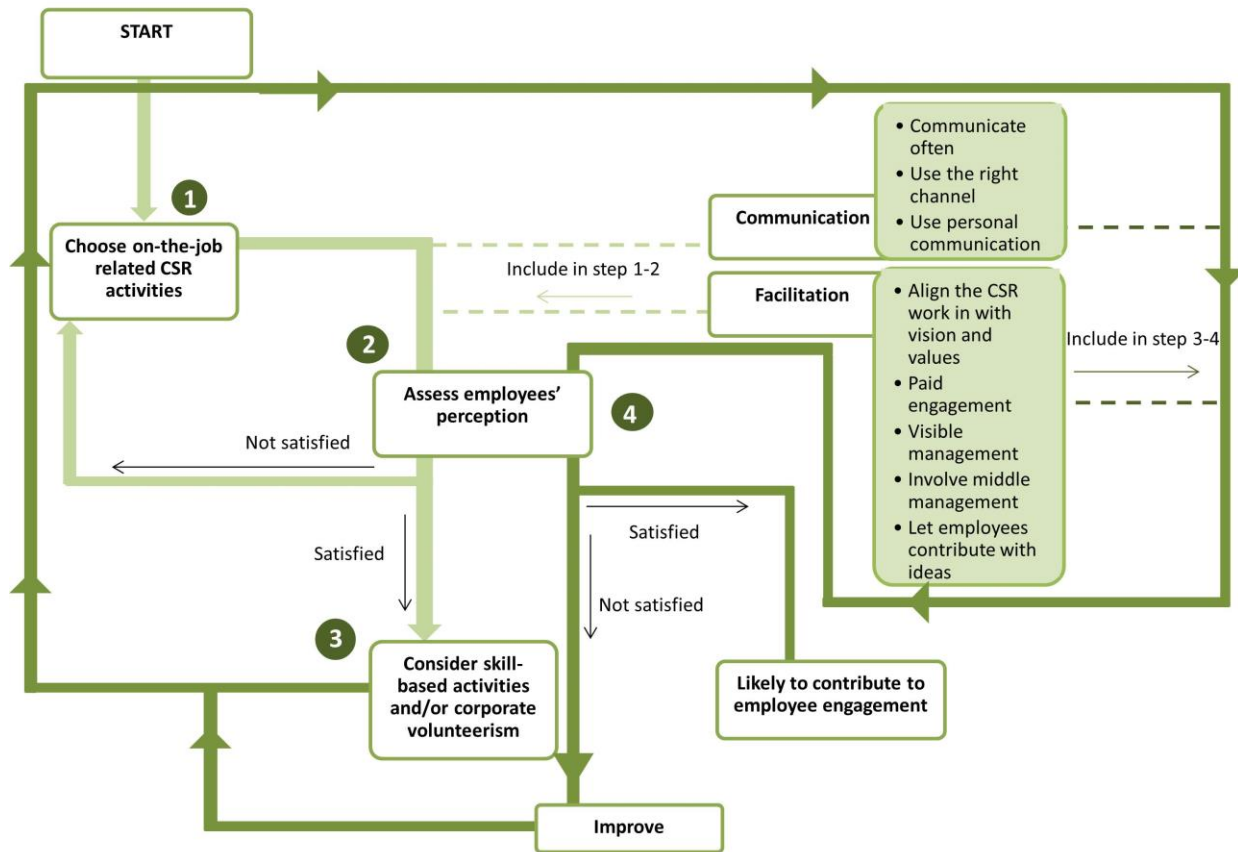 START
1
Choose on-the-job
related CSR
activities
Communication
• Communicate
often
• Use the right
channel
• Use personal
communication
Include in step 1-2
Facilitation
• Align the CSR
work in with
vision and
values
• Paid
engagement
• Visible
management
• Involve middle
management
• Let employees
contribute with
ideas
Include in step 3-4
2
Assess employees’
perception
4
Not satisfied
Satisfied
Satisfied
Not satisfied
3
Consider skill-
based activities
and/or corporate
volunteerism
Likely to contribute to
employee engagement
Improve